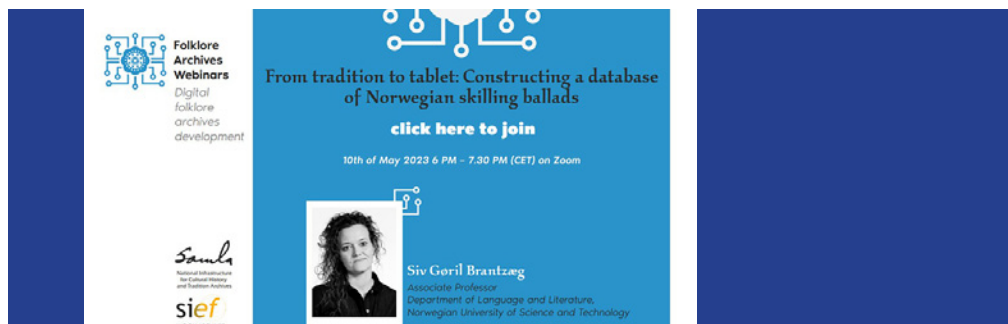 Folklore
Archives
Webinars
Digital
folklore
archives
development
From tradition to tablet: Constructing a database
of Norwegian skilling ballads
click here to join
10th of May 2023 6 PM – 7.30 PM (CET) on Zoom
Siv Gøril Brantzæg
Associate Professor
Department of Language and Literature,
Norwegian University of Science and Technology
Samla
National Infrastructure
for Cultural History
and Tradition Archives
sief